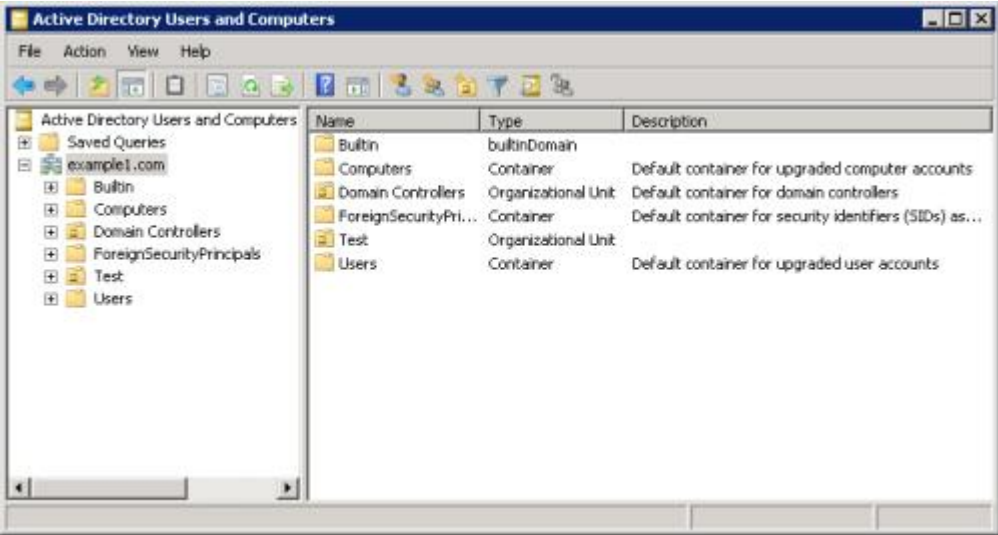 Active Directory Users and Computers
File Action View Help
Active Directory Users and Computers
Saved Queries
example1.com
Builtin
Computers
Domain Controllers
ForeignSecurityPrincipals
Test
Users
Name Type Description
Builtin builtinDomain
Computers Container Default container for upgraded computer accounts
Domain Controllers Organizational Unit Default container for domain controllers
ForeignSecurityPri... Container Default container for security identifiers (SIDs) as...
Test Organizational Unit
Users Container Default container for upgraded user accounts